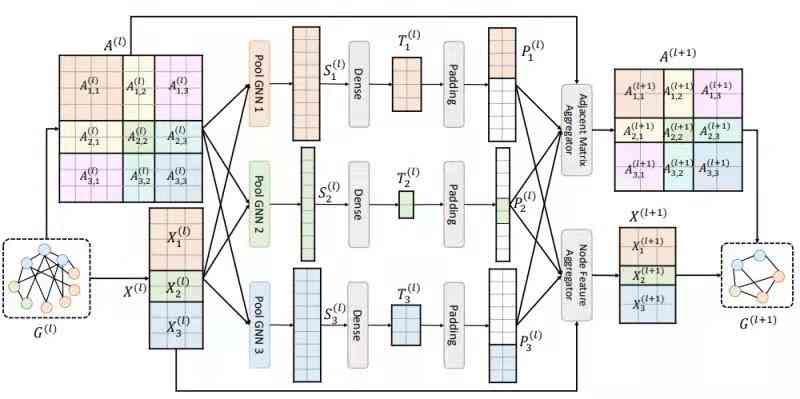 A^{(l)}
A_{1,1}^{(l)} A_{1,2}^{(l)} A_{1,3}^{(l)}
A_{2,1}^{(l)} A_{2,2}^{(l)} A_{2,3}^{(l)}
A_{3,1}^{(l)} A_{3,2}^{(l)} A_{3,3}^{(l)}
G^{(l)}
X^{(l)}
X_1^{(l)}
X_2^{(l)}
X_3^{(l)}
Pool GNN 1
S_1^{(l)}
Dense
T_1^{(l)}
Padding
P_1^{(l)}
Pool GNN 2
S_2^{(l)}
Dense
T_2^{(l)}
Padding
P_2^{(l)}
Pool GNN 3
S_3^{(l)}
Dense
T_3^{(l)}
Padding
P_3^{(l)}
Adjacent Matrix
Aggregator
Node Feature
Aggregator
A^{(l+1)}
A_{1,1}^{(l+1)} A_{1,2}^{(l+1)} A_{1,3}^{(l+1)}
A_{2,1}^{(l+1)} A_{2,2}^{(l+1)} A_{2,3}^{(l+1)}
A_{3,1}^{(l+1)} A_{3,2}^{(l+1)} A_{3,3}^{(l+1)}
X^{(l+1)}
X_1^{(l+1)}
X_2^{(l+1)}
X_3^{(l+1)}
G^{(l+1)}